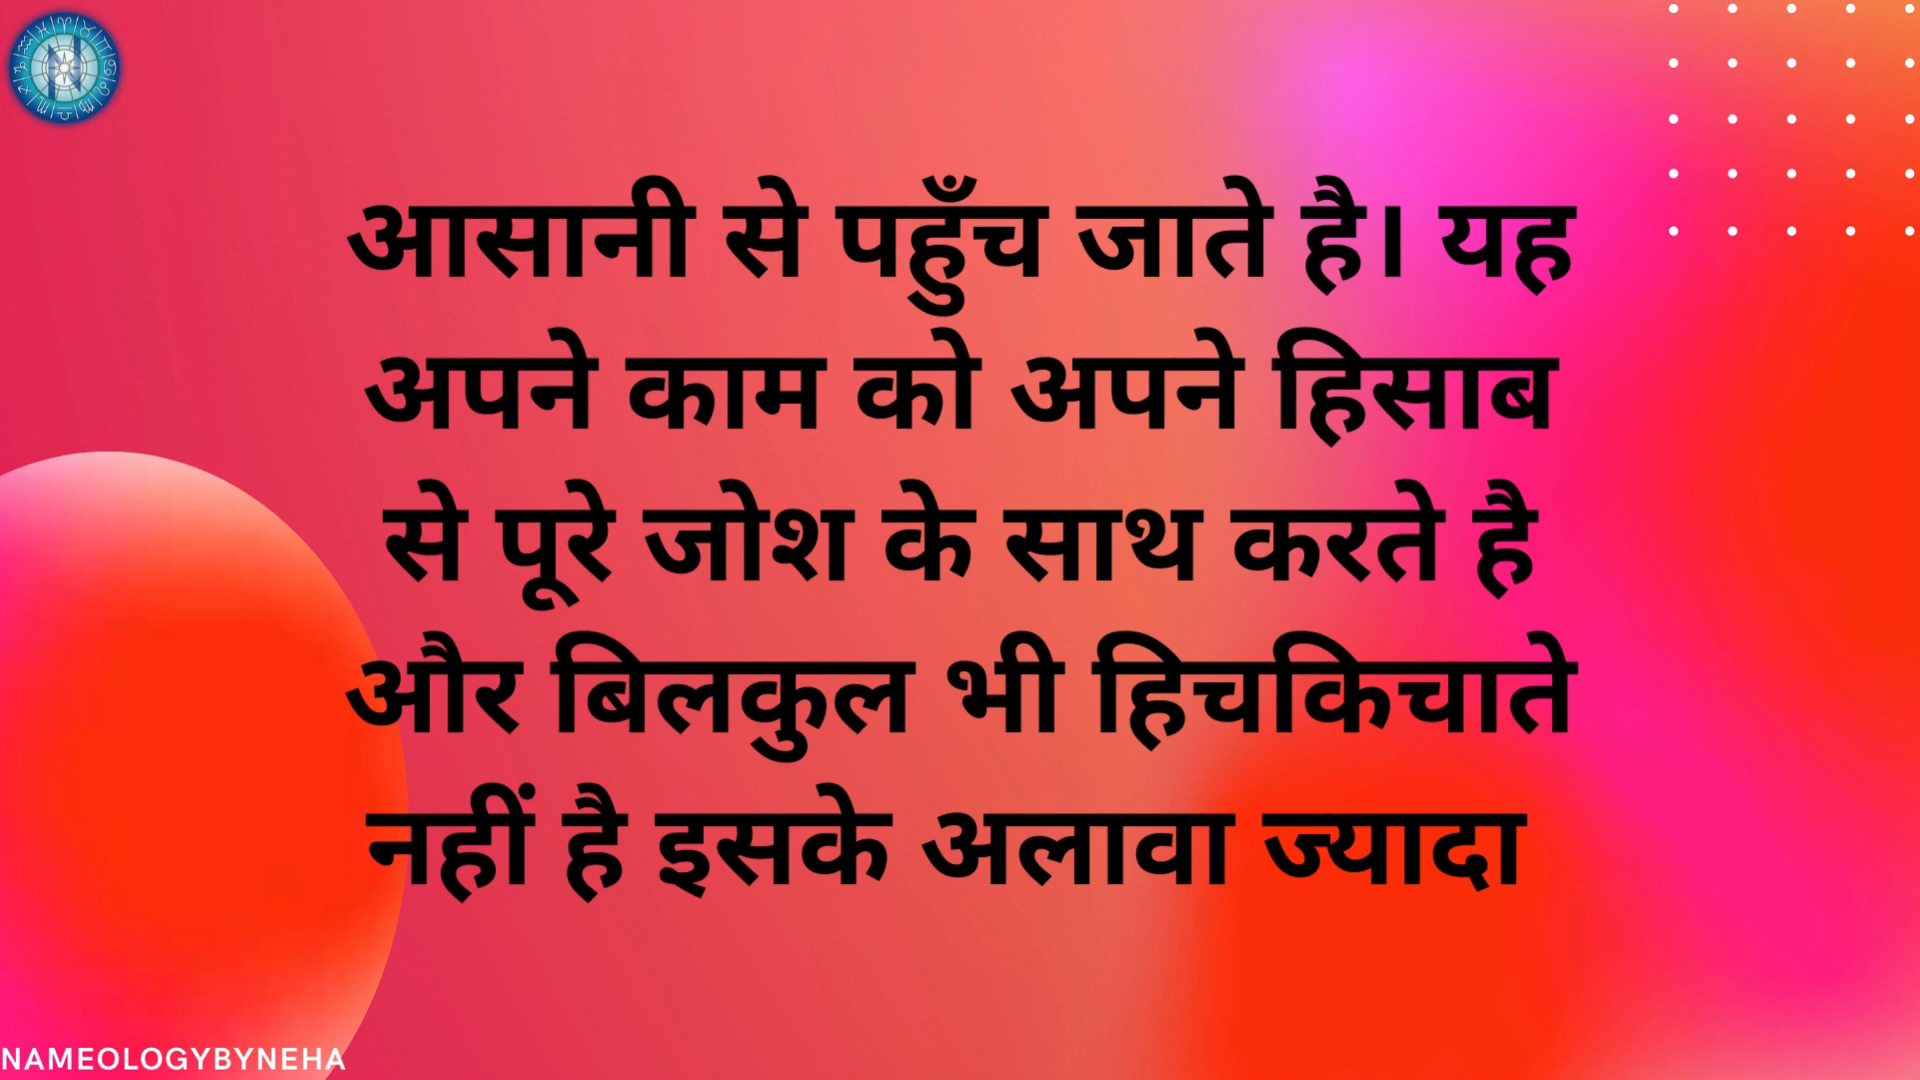 आसानी से पहुँच जाते है। यह
अपने काम को अपने हिसाब
से पूरे जोश के साथ करते है
और बिलकुल भी हिचकिचाते
नहीं है इसके अलावा ज्यादा
NAMEOLOGYBYNEHA